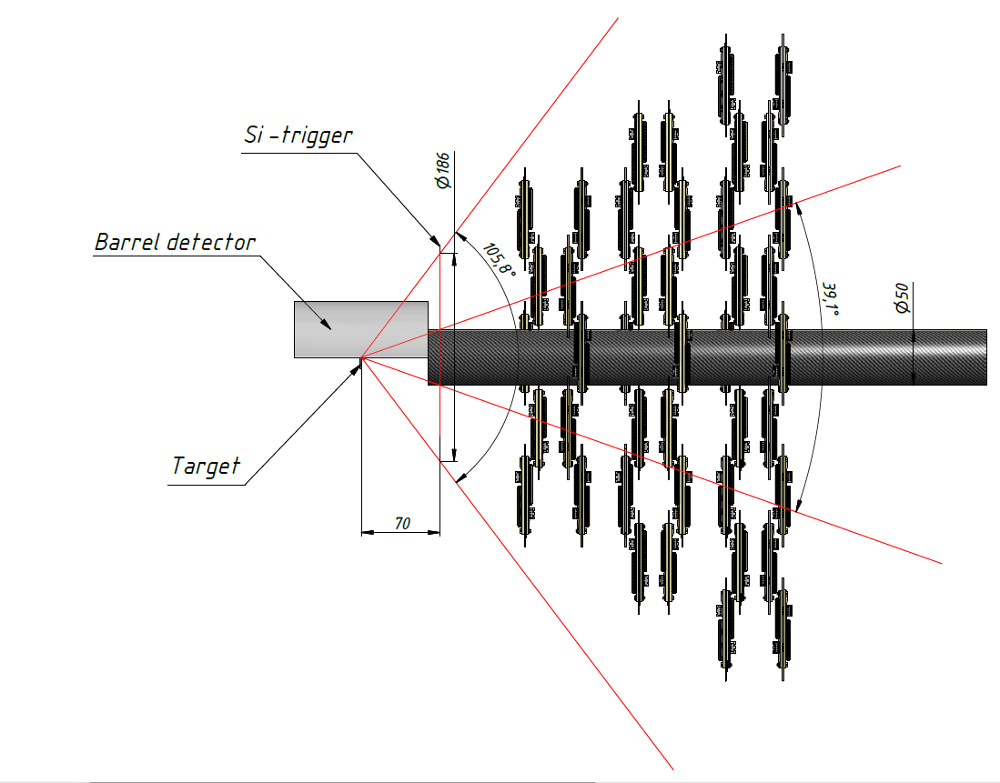 Si-trigger
Ø186
Barrel detector
105,8°
39,1°
Ø50
Target
70